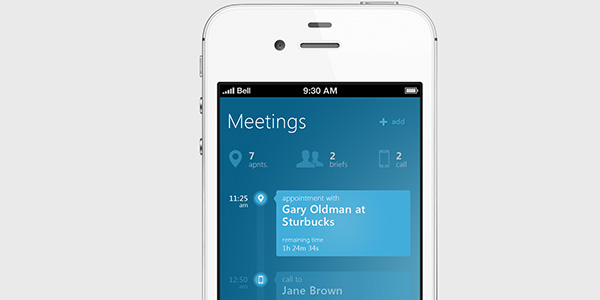 Bell 9:30 AM
Meetings + add
7 2 2
apnts. briefs call
11:25 appointment with
am Gary Oldman at
Sturbucks
remaining time
1h 24m 34s
12:50 call to
am Jane Brown